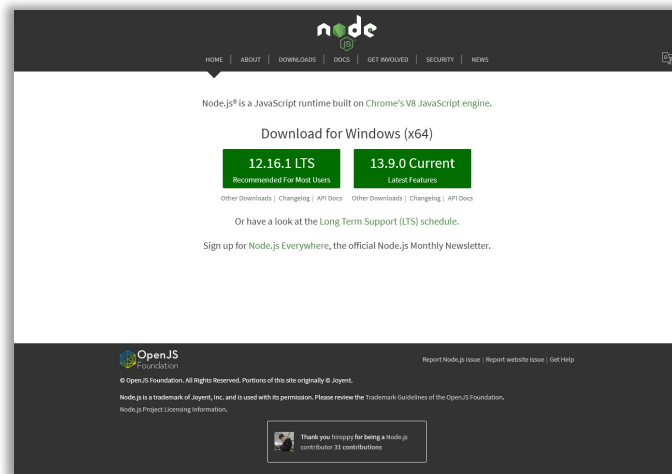 node
JS
HOME | ABOUT | DOWNLOADS | DOCS | GET INVOLVED | SECURITY | NEWS
Node.js® is a JavaScript runtime built on Chrome's V8 JavaScript engine.
Download for Windows (x64)
12.16.1 LTS
Recommended For Most Users
13.9.0 Current
Latest Features
Other Downloads | Changelog | API Docs
Other Downloads | Changelog | API Docs
Or have a look at the Long Term Support (LTS) schedule.
Sign up for Node.js Everywhere, the official Node.js Monthly Newsletter.
OpenJS
Foundation
Report Node.js issue | Report website issue | Get Help
© OpenJS Foundation. All Rights Reserved. Portions of this site originally © Joyent.
Node.js is a trademark of Joyent, Inc. and is used with its permission. Please review the Trademark Guidelines of the OpenJS Foundation.
Node.js Project Licensing Information.
Thank you hiroppy for being a Node.js
contributor 31 contributions